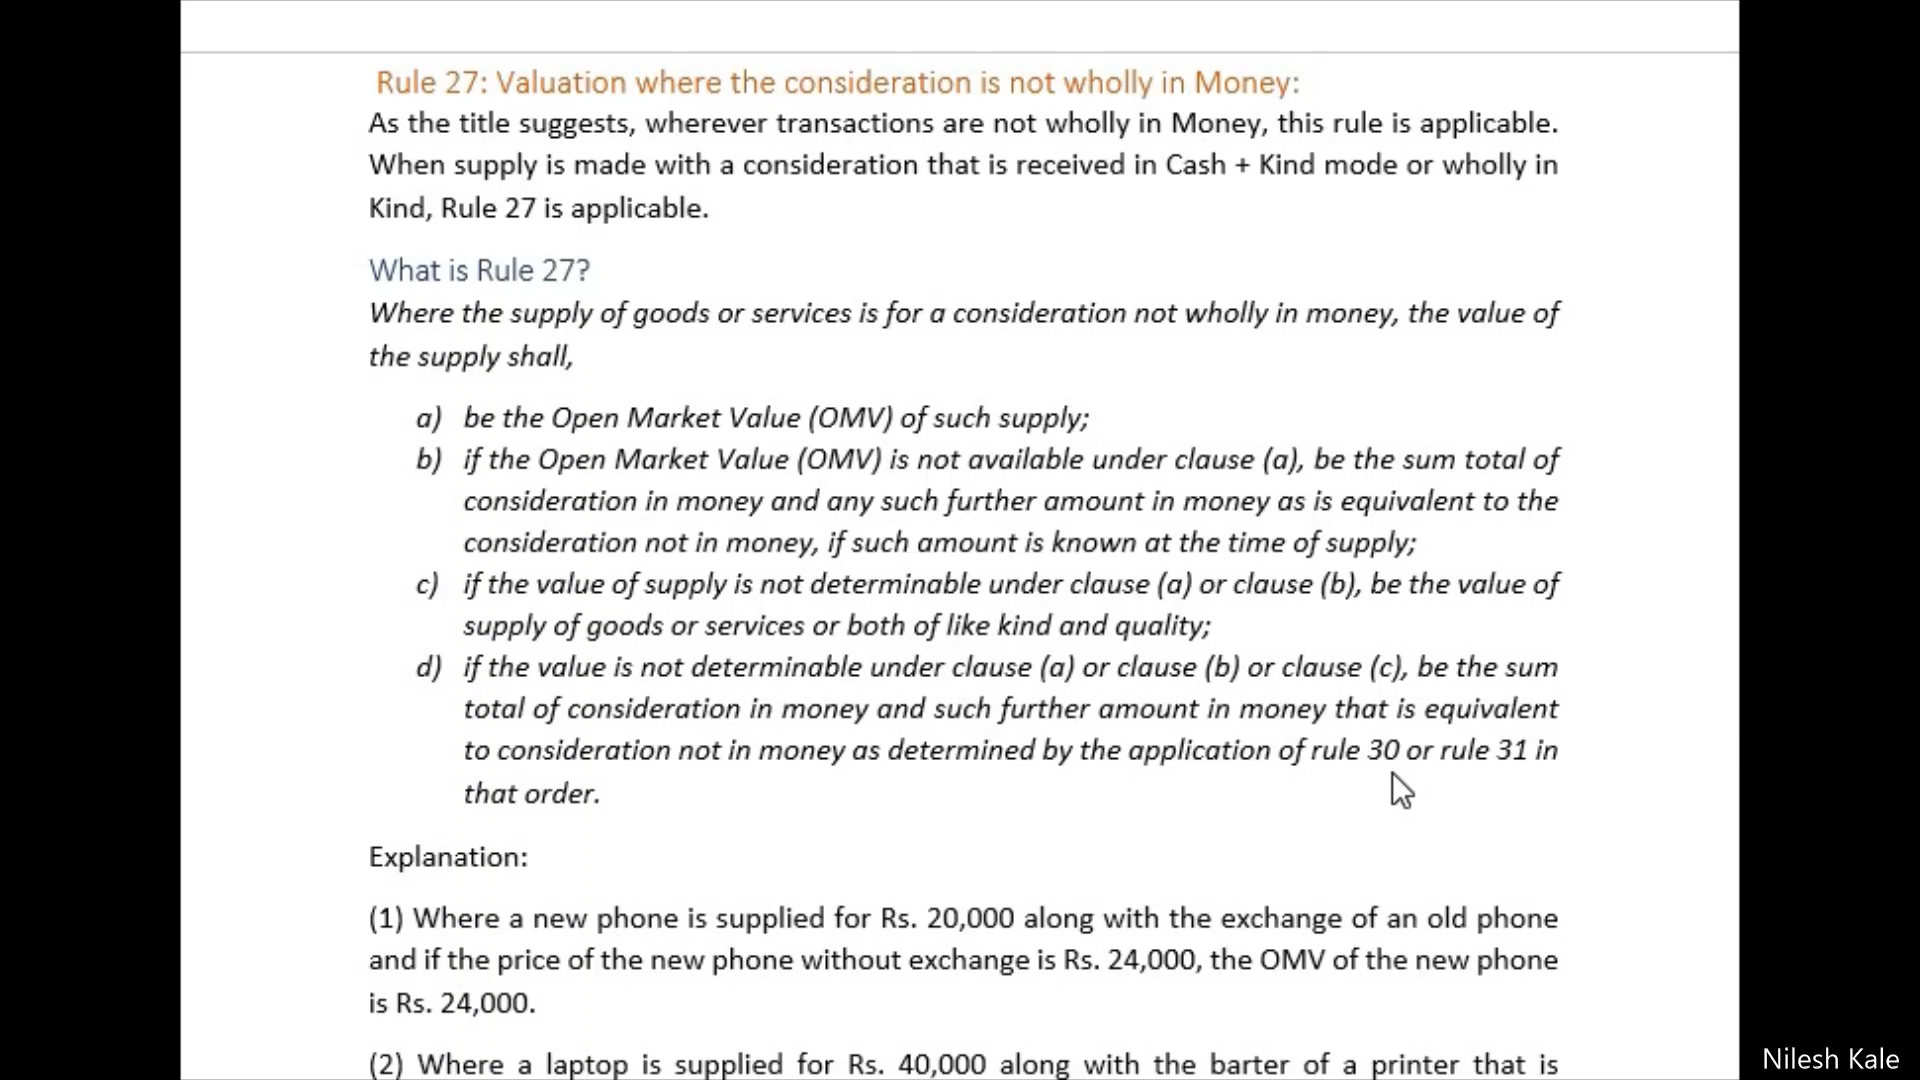 Rule 27: Valuation where the consideration is not wholly in Money:
As the title suggests, wherever transactions are not wholly in Money, this rule is applicable.
When supply is made with a consideration that is received in Cash + Kind mode or wholly in
Kind, Rule 27 is applicable.
What is Rule 27?
Where the supply of goods or services is for a consideration not wholly in money, the value of
the supply shall,
a) be the Open Market Value (OMV) of such supply;
b) if the Open Market Value (OMV) is not available under clause (a), be the sum total of
consideration in money and any such further amount in money as is equivalent to the
consideration not in money, if such amount is known at the time of supply;
c) if the value of supply is not determinable under clause (a) or clause (b), be the value of
supply of goods or services or both of like kind and quality;
d) if the value is not determinable under clause (a) or clause (b) or clause (c), be the sum
total of consideration in money and such further amount in money that is equivalent
to consideration not in money as determined by the application of rule 30 or rule 31 in
that order.
Explanation:
(1) Where a new phone is supplied for Rs. 20,000 along with the exchange of an old phone
and if the price of the new phone without exchange is Rs. 24,000, the OMV of the new phone
is Rs. 24,000.
(2) Where a laptop is supplied for Rs. 40,000 along with the barter of a printer that is
Nilesh Kale